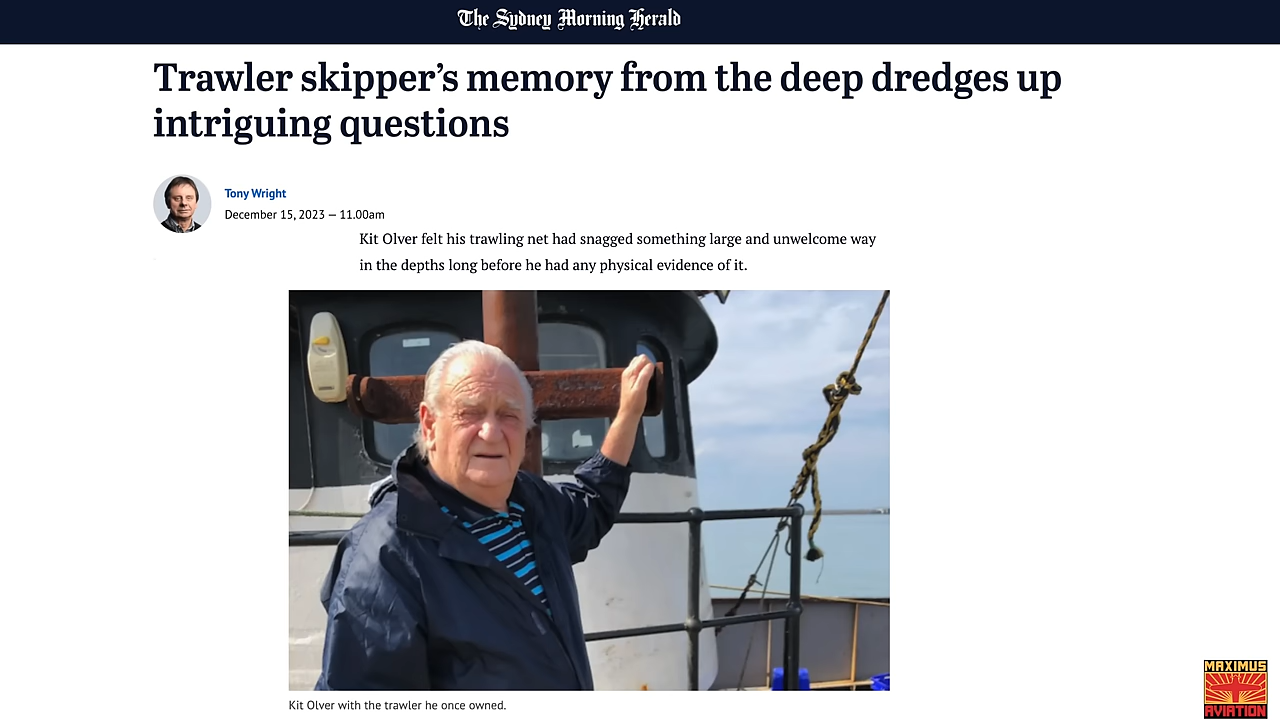 The Sydney Morning Herald
Trawler skipper’s memory from the deep dredges up
intriguing questions
Tony Wright
December 15, 2023 — 11.00am
Kit Olver felt his trawling net had snagged something large and unwelcome way
in the depths long before he had any physical evidence of it.
Kit Olver with the trawler he once owned.
MAXIMUS
AVIATION